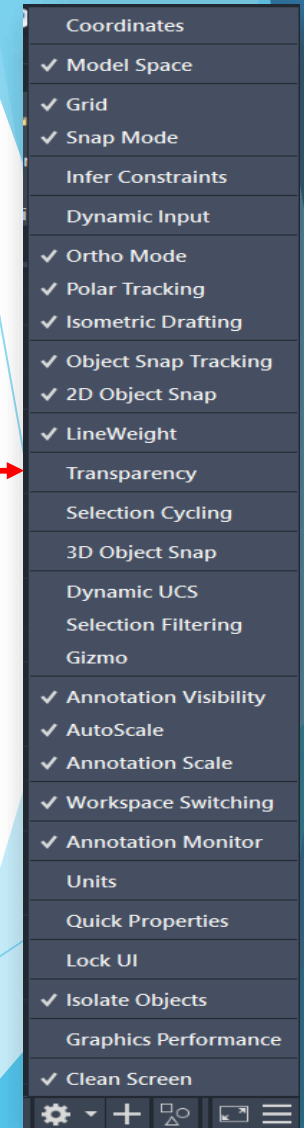 Coordinates
✓ Model Space
✓ Grid
✓ Snap Mode
Infer Constraints
Dynamic Input
✓ Ortho Mode
✓ Polar Tracking
✓ Isometric Drafting
✓ Object Snap Tracking
✓ 2D Object Snap
✓ LineWeight
Transparency
Selection Cycling
3D Object Snap
Dynamic UCS
Selection Filtering
Gizmo
✓ Annotation Visibility
✓ AutoScale
✓ Annotation Scale
✓ Workspace Switching
✓ Annotation Monitor
Units
Quick Properties
Lock UI
✓ Isolate Objects
Graphics Performance
✓ Clean Screen